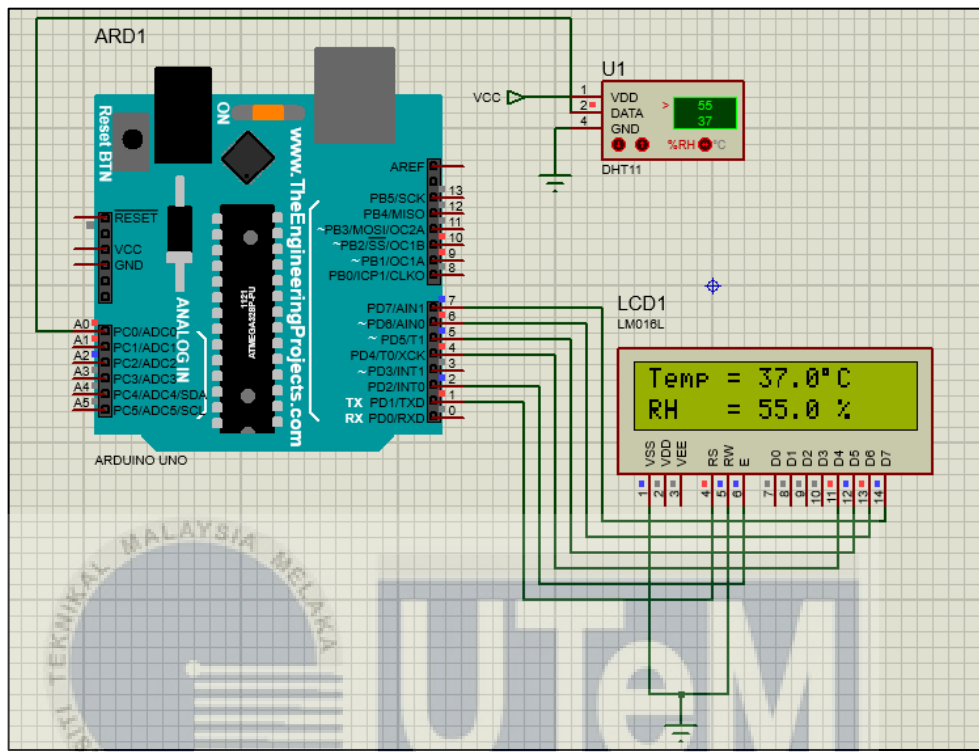 ARD1
Reset BTN
ON
www.TheEngineeringProjects.com
RESET
VCC
GND
ANALOG IN
A0 PC0/ADC0
A1 PC1/ADC1
A2 PC2/ADC2
A3 PC3/ADC3
A4 PC4/ADC4/SDA
A5 PC5/ADC5/SCL
1121
ATMEGA328P-PU
AREF
PB5/SCK 13
PB4/MISO 12
~PB3/MOSI/OC2A 11
~PB2/SS/OC1B 10
~PB1/OC1A 9
PB0/ICP1/CLKO 8
PD7/AIN1 7
~PD6/AIN0 6
~PD5/T1 5
PD4/T0/XCK 4
~PD3/INT1 3
PD2/INT0 2
TX PD1/TXD 1
RX PD0/RXD 0
ARDUINO UNO
U1
VCC
1 VDD
2 DATA
4 GND
> 55
37
%RH °C
DHT11
LCD1
LM016L
Temp = 37.0°C
RH = 55.0 %
VSS VDD VEE RS RW E D0 D1 D2 D3 D4 D5 D6 D7
1 2 3 4 5 6 7 8 9 10 11 12 13 14
SITI TEKNIKAL MALAYSIA MELAKA
UTeM